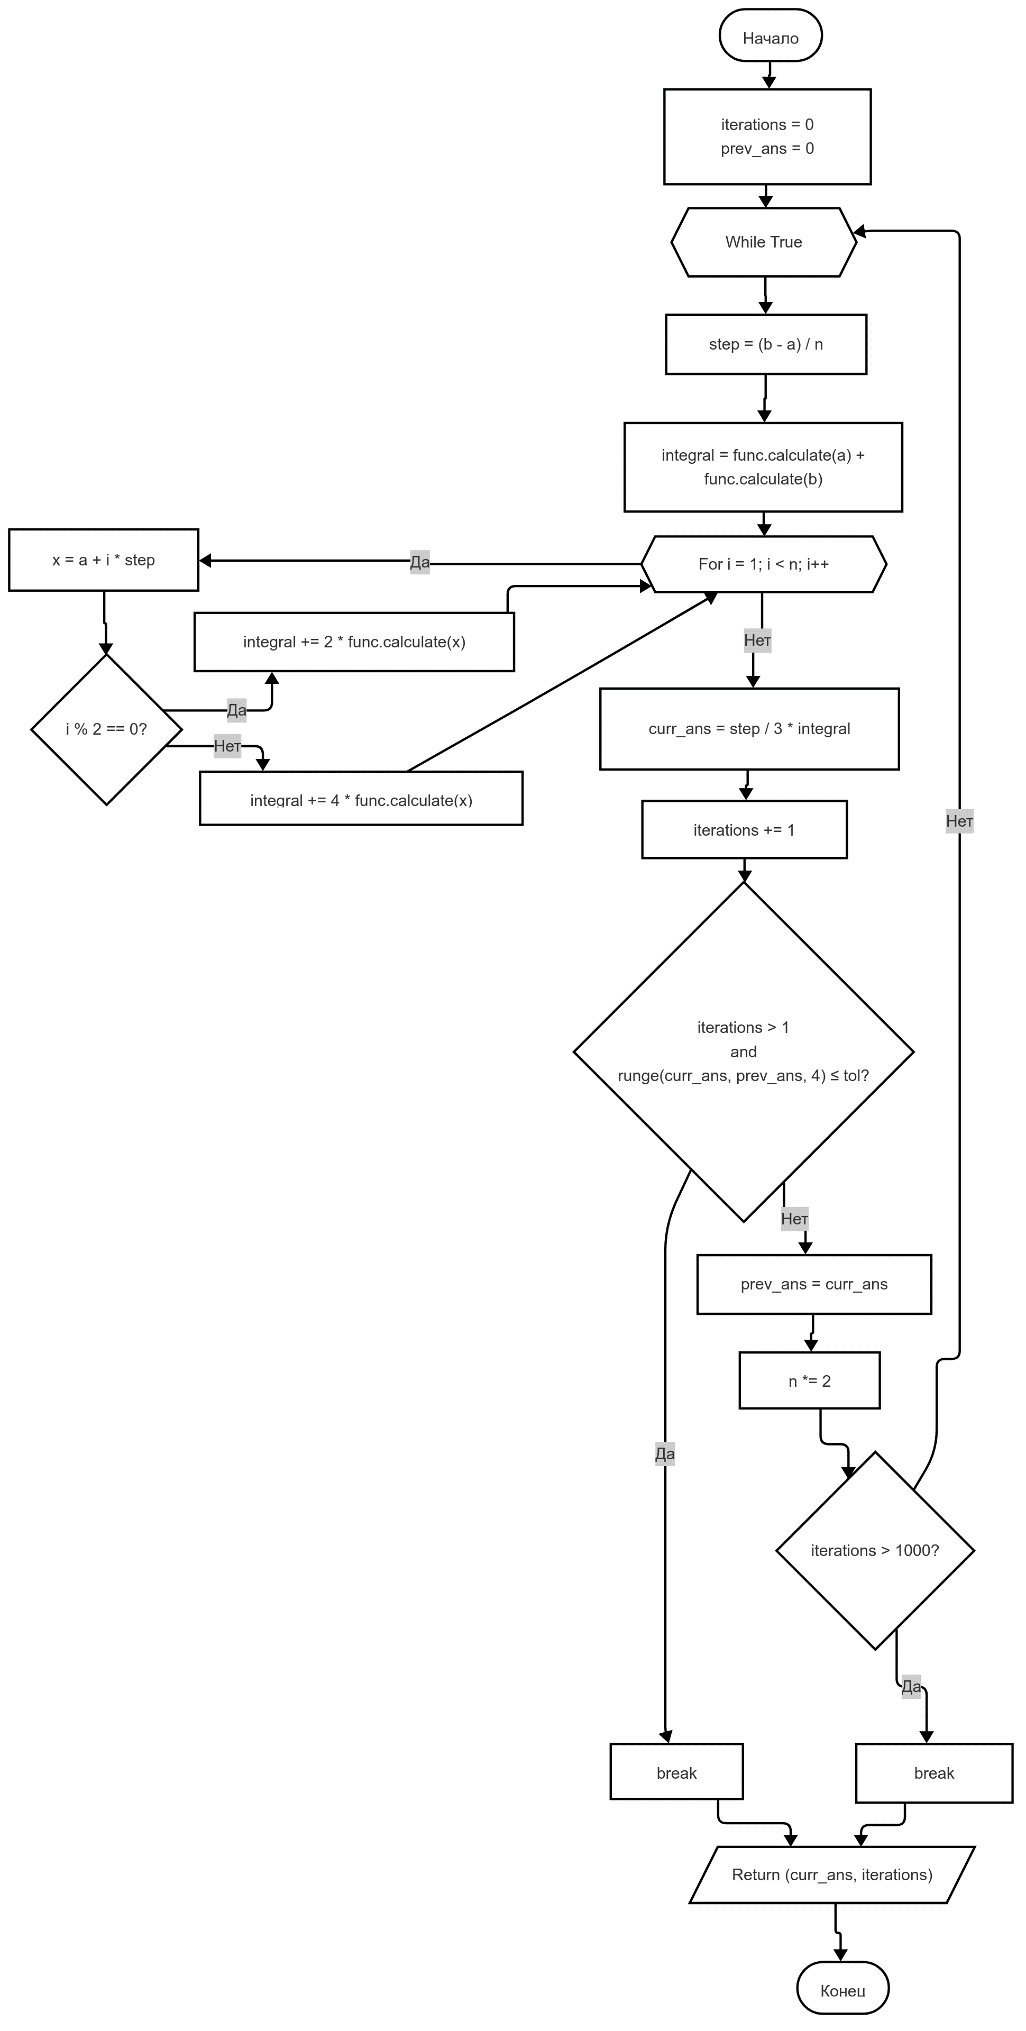 Начало
iterations = 0
prev_ans = 0
While True
step = (b - a) / n
integral = func.calculate(a) +
func.calculate(b)
For i = 1; i < n; i++
Да
x = a + i * step
integral += 2 * func.calculate(x)
Нет
Да
i % 2 == 0?
Нет
integral += 4 * func.calculate(x)
curr_ans = step / 3 * integral
iterations += 1
Нет
iterations > 1
and
runge(curr_ans, prev_ans, 4) ≤ tol?
Нет
prev_ans = curr_ans
n *= 2
Да
iterations > 1000?
Да
break
break
Return (curr_ans, iterations)
Конец